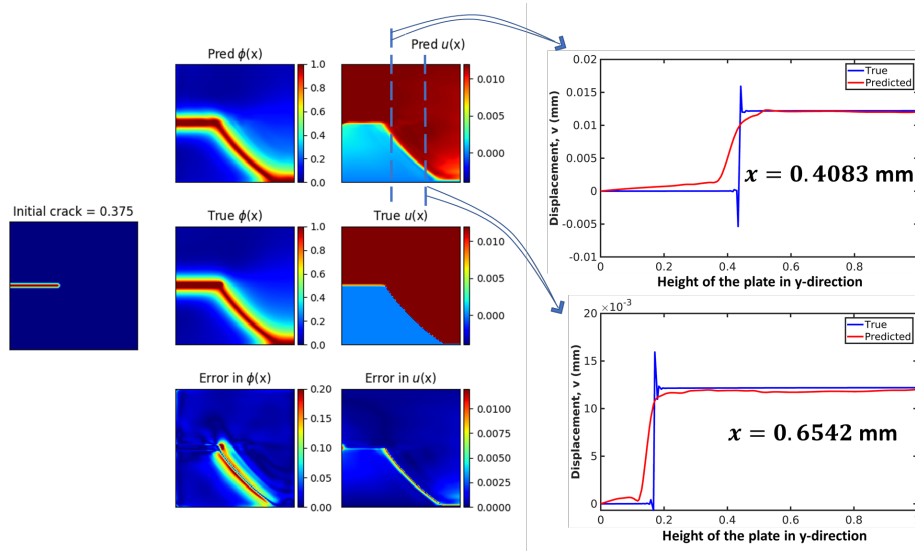 Pred ϕ(x)
Pred u(x)
1.0
0.8
0.6
0.4
0.2
0.0
0.010
0.005
0.000
Initial crack = 0.375
True ϕ(x)
True u(x)
1.0
0.8
0.6
0.4
0.2
0.0
0.010
0.005
0.000
Error in ϕ(x)
Error in u(x)
0.20
0.15
0.10
0.05
0.00
0.0100
0.0075
0.0050
0.0025
0.0000
0.02
0.015
0.01
0.005
0
-0.005
-0.01
Displacement, v (mm)
True
Predicted
x = 0.4083 mm
0 0.2 0.4 0.6 0.8
Height of the plate in y-direction
×10⁻³
20
15
10
5
0
Displacement, v (mm)
True
Predicted
x = 0.6542 mm
0 0.2 0.4 0.6 0.8
Height of the plate in y-direction